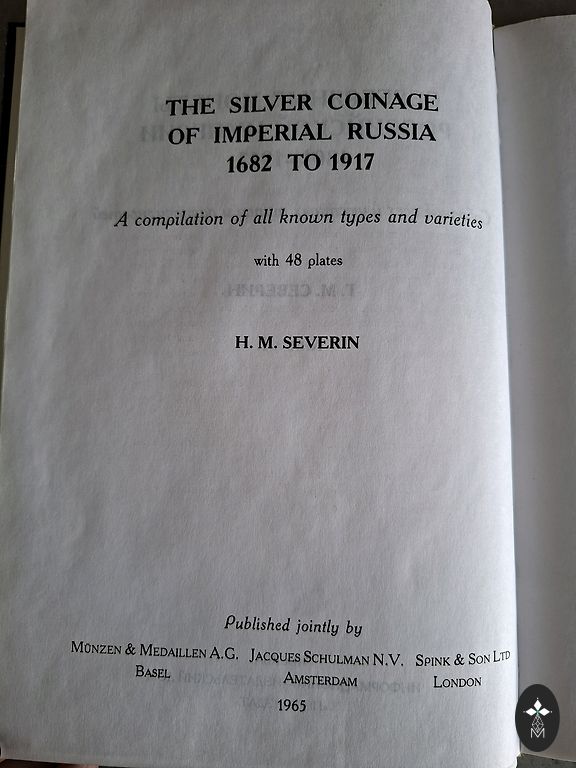 THE SILVER COINAGE
OF IMPERIAL RUSSIA
1682 TO 1917
A compilation of all known types and varieties
with 48 plates
H. M. SEVERIN
Published jointly by
MÜNZEN & MEDAILLEN A.G. JACQUES SCHULMAN N.V. SPINK & SON LTD
BASEL AMSTERDAM LONDON
1965